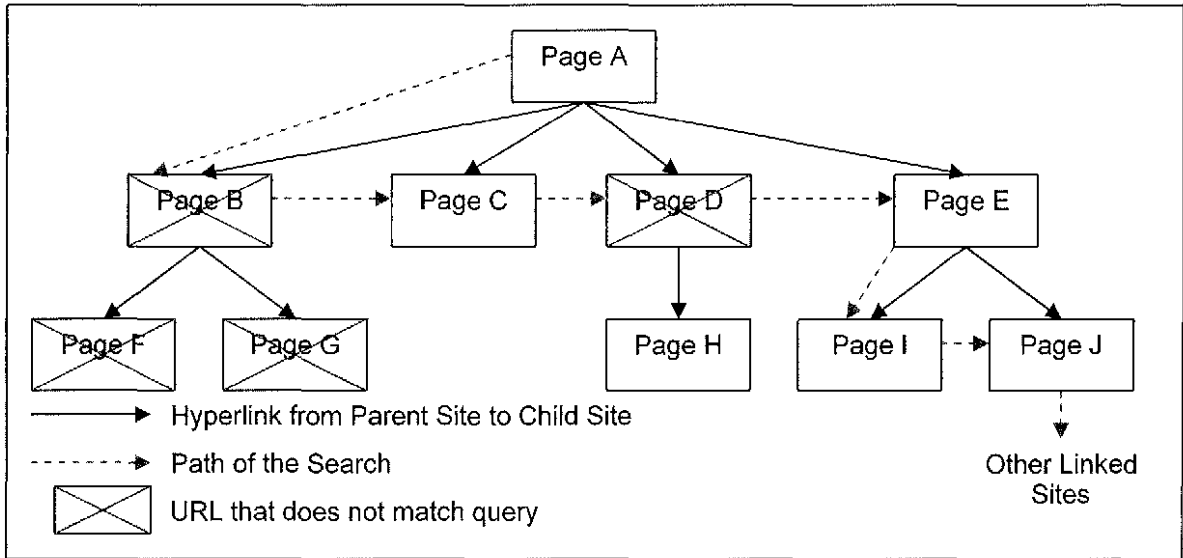 Page A
Page B
Page C
Page D
Page E
Page F
Page G
Page H
Page I
Page J
Hyperlink from Parent Site to Child Site
Path of the Search
URL that does not match query
Other Linked
Sites